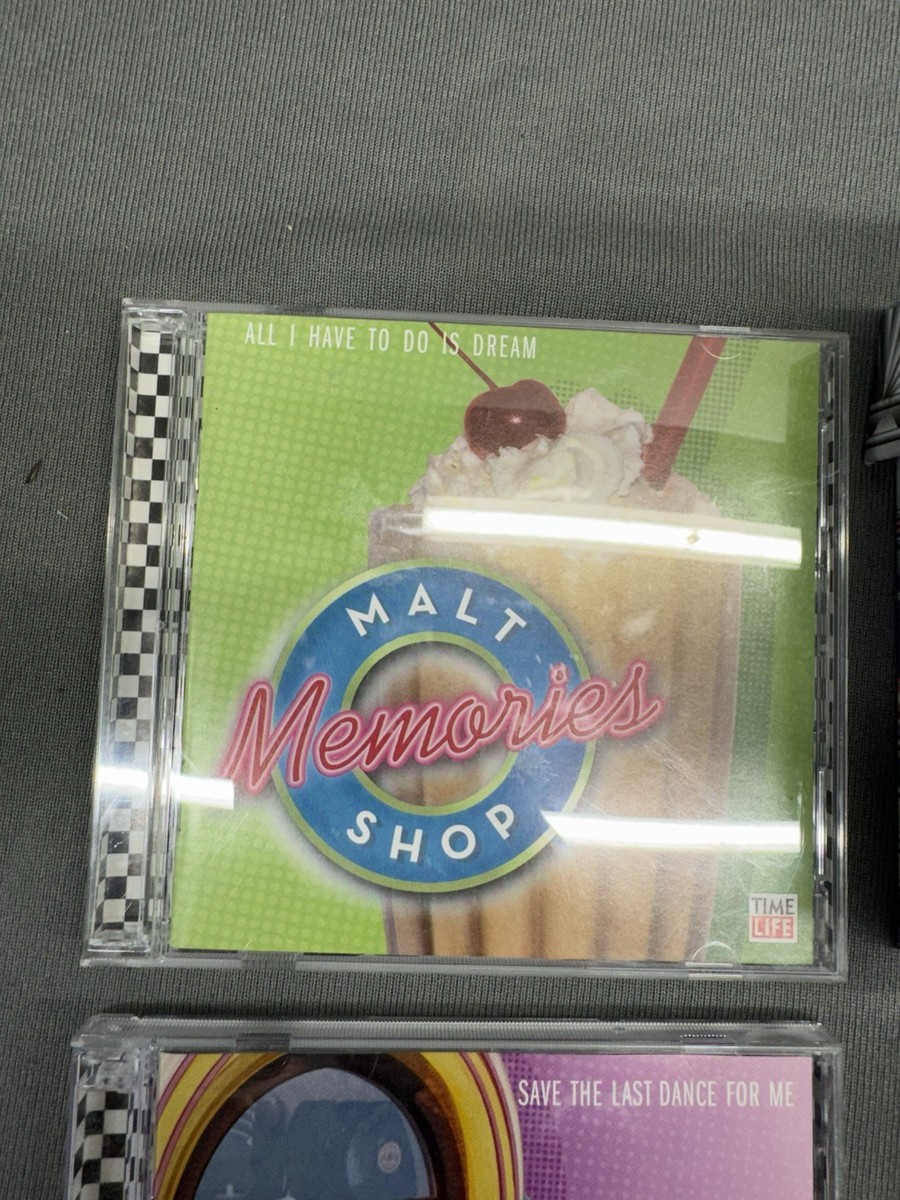 ALL I HAVE TO DO IS DREAM
MALT
Memories
SHOP
TIME
LIFE
SAVE THE LAST DANCE FOR ME